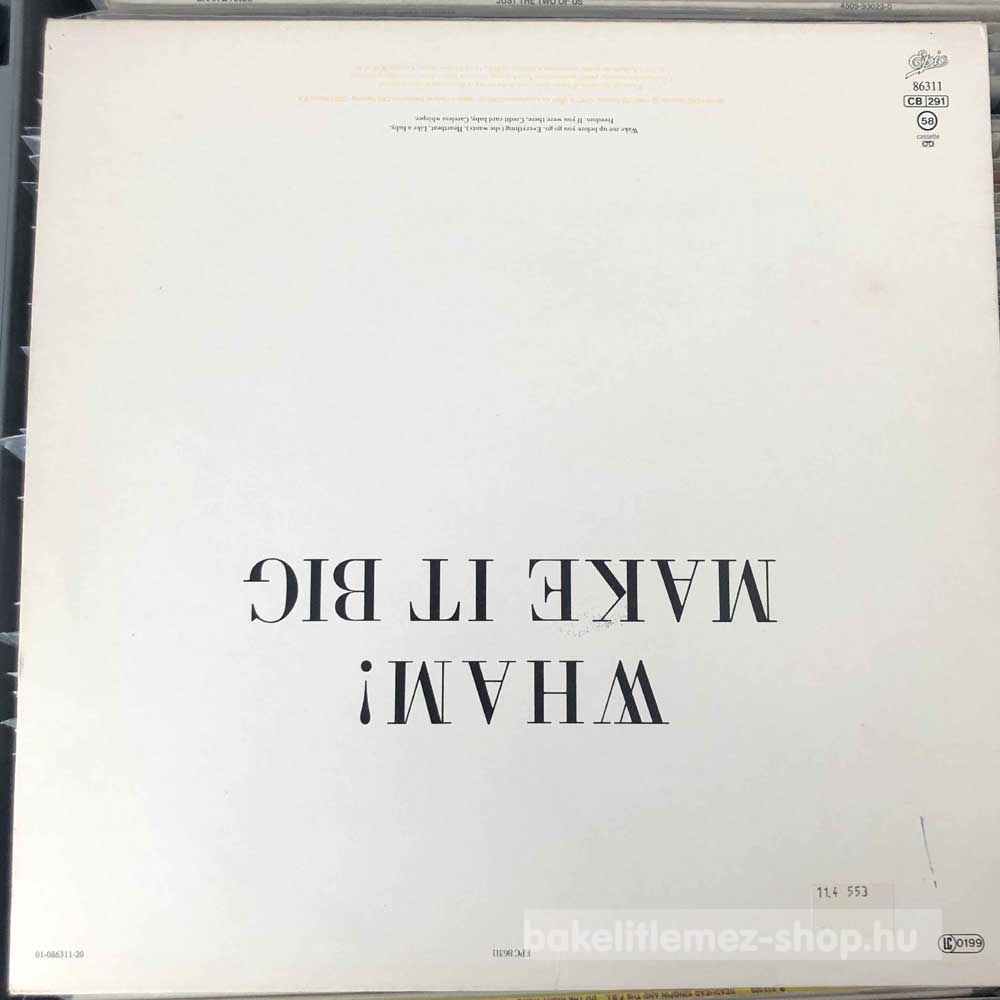 JUST THE TWO OF US
Epic
86311
CB 291
58
cassette
Wake me up before you go go, Everything (she wants), Heartbeat, Like a baby,
Freedom, If you were there, Credit card baby, Careless whisper.
WHAM!
MAKE IT BIG
11.4 553
bakelitlemez-shop.hu
01-086311-20
EPC 86311
LC 0199